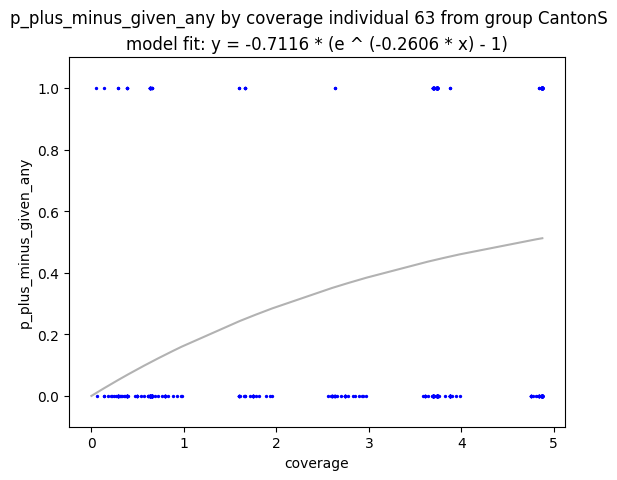 p_plus_minus_given_any by coverage individual 63 from group CantonS
model fit: y = -0.7116 * (e ^ (-0.2606 * x) - 1)
1.0
0.8
0.6
0.4
0.2
0.0
p_plus_minus_given_any
0 1 2 3 4 5
coverage